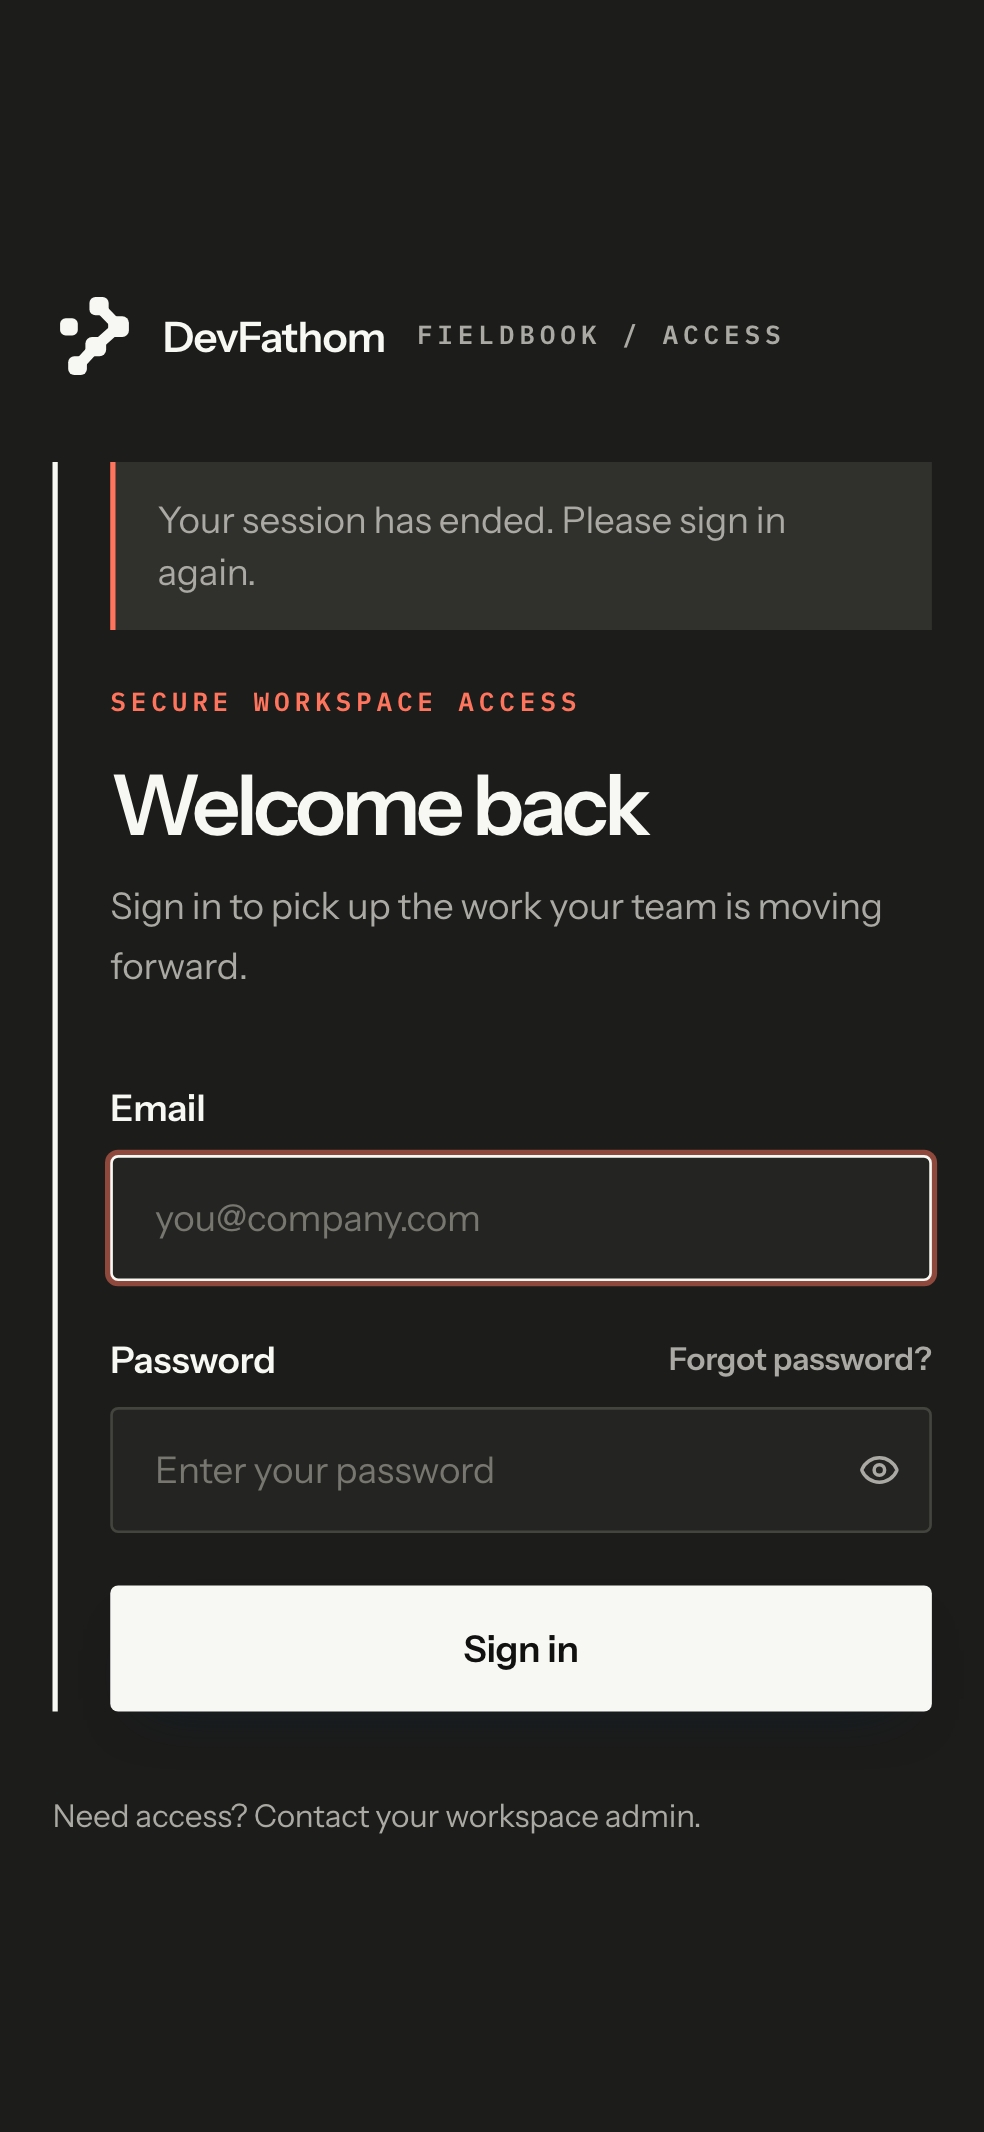 DevFathom FIELDBOOK / ACCESS
Your session has ended. Please sign in
again.
SECURE WORKSPACE ACCESS
Welcome back
Sign in to pick up the work your team is moving
forward.
Email
you@company.com
Password Forgot password?
Enter your password
Sign in
Need access? Contact your workspace admin.